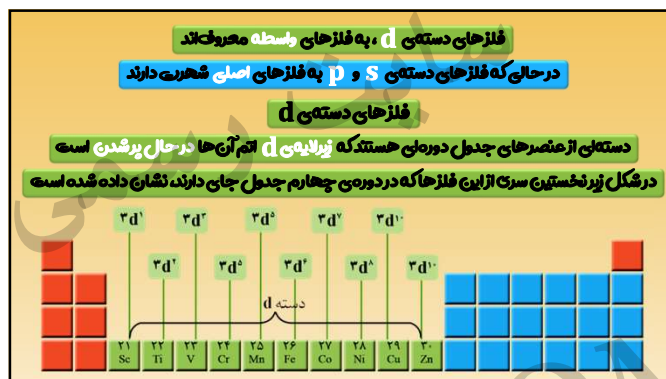 فلزهای دسته‌ی d ، به فلزهای واسطه معروف‌اند
در حالی که فلزهای دسته‌ی s و p به فلزهای اصلی شهرت دارند
فلزهای دسته‌ی d
دسته‌ای از عنصرهای جدول دوره‌ای هستند که زیرلایه‌ی d اتم آن‌ها در حال پر شدن است
در شکل زیر نخستین سری از این فلزها که در دوره‌ی چهارم جدول جای دارند، نشان داده شده است
۳d¹ ۳d³ ۳d⁵ ۳d⁷ ۳d¹⁰
۳d² ۳d⁵ ۳d⁶ ۳d⁸ ۳d¹⁰
دسته d
۲۱ ۲۲ ۲۳ ۲۴ ۲۵ ۲۶ ۲۷ ۲۸ ۲۹ ۳۰
Sc Ti V Cr Mn Fe Co Ni Cu Zn